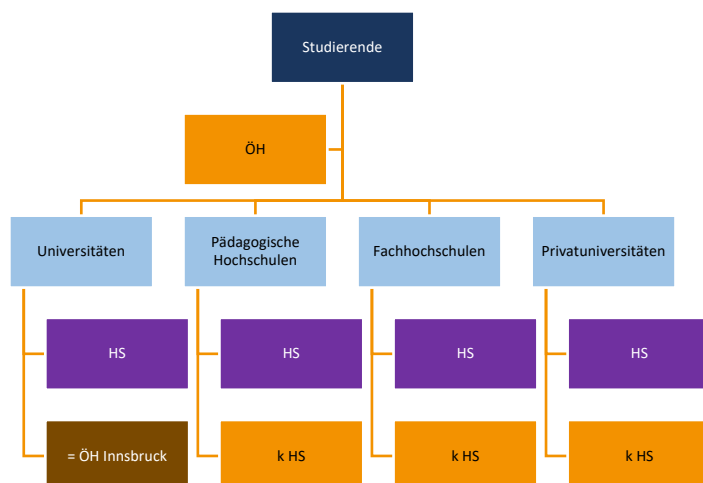 Studierende
ÖH
Universitäten
Pädagogische
Hochschulen
Fachhochschulen
Privatuniversitäten
HS
HS
HS
HS
= ÖH Innsbruck
k HS
k HS
k HS